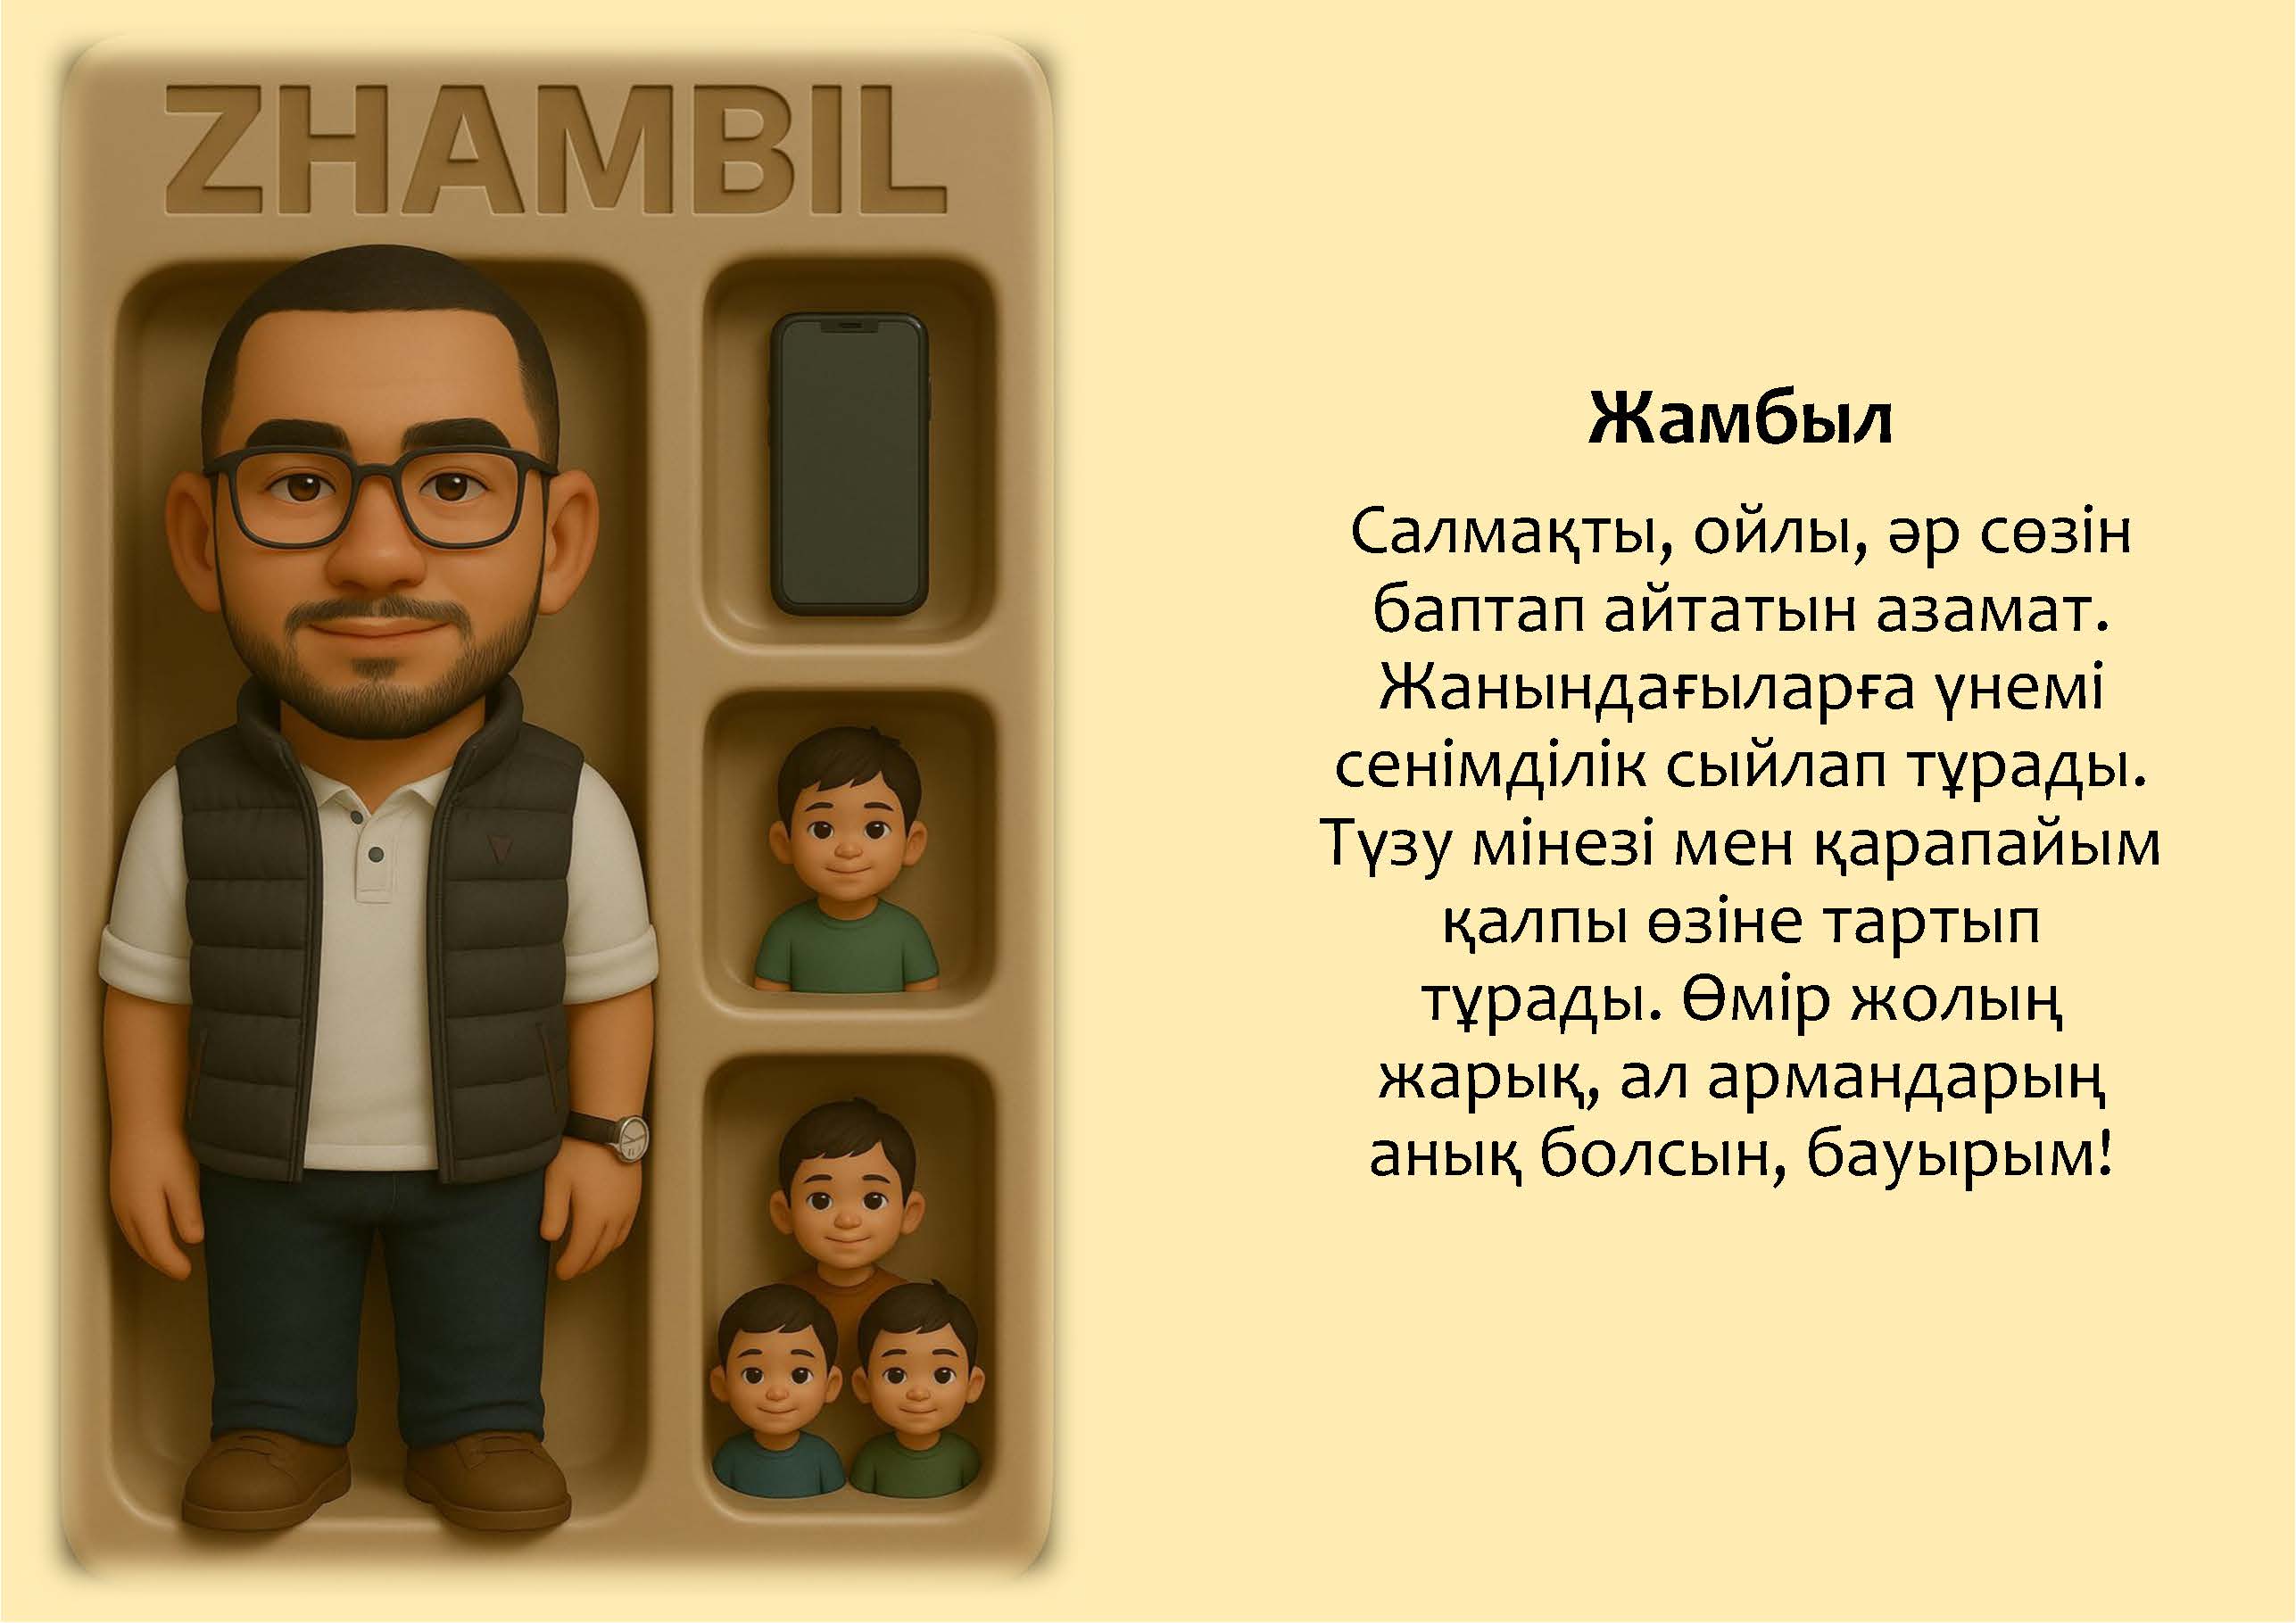 ZHAMBIL
Жамбыл
Салмақты, ойлы, әр сөзін
баптап айтатын азамат.
Жанындағыларға үнемі
сенімділік сыйлап тұрады.
Түзу мінезі мен қарапайым
қалпы өзіне тартып
тұрады. Өмір жолың
жарық, ал армандарың
анық болсын, бауырым!